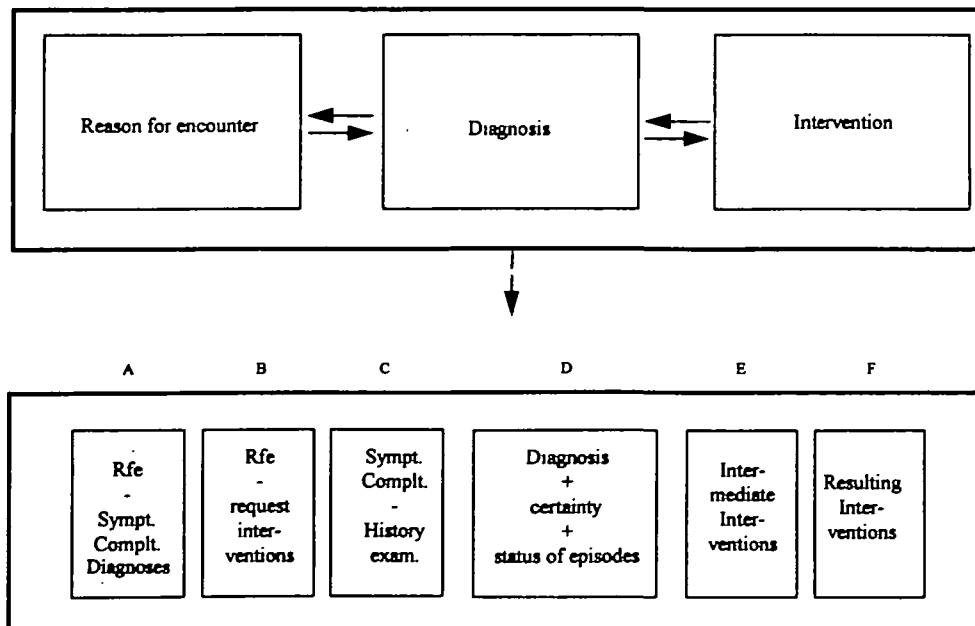 Reason for encounter
Diagnosis
Intervention
A B C D E F
Rfe
-
Sympt.
Complt.
Diagnoses
Rfe
-
request
inter-
ventions
Sympt.
Complt.
-
History
exam.
Diagnosis
+
certainty
+
status of episodes
Inter-
mediate
Inter-
ventions
Resulting
Inter-
ventions